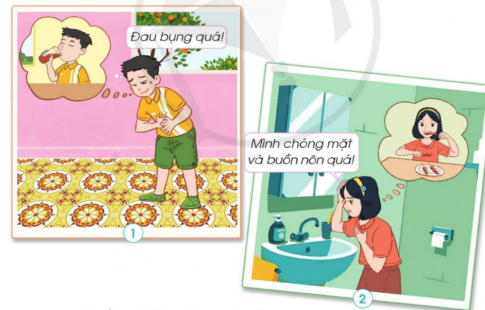 Đau bụng quá!
1
Mình chóng mặt
và buồn nôn quá!
2